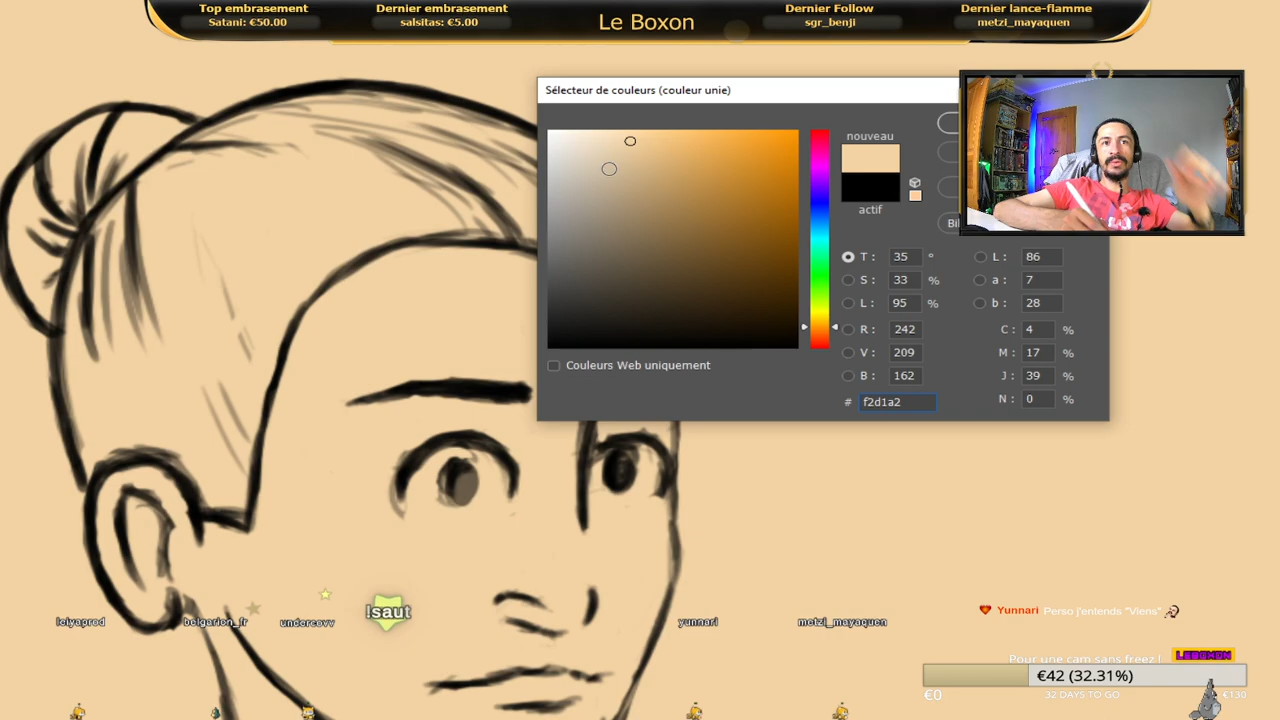 Top embrasement
Satani: €50.00
Dernier embrasement
salsitas: €5.00
Le Boxon
Dernier Follow
sgr_benji
Dernier lance-flamme
metzi_mayaquen
Sélecteur de couleurs (couleur unie)
nouveau
actif
Bi
T : 35 °
S : 33 %
L : 95 %
R : 242
V : 209
B : 162
# f2d1a2
L : 86
a : 7
b : 28
C : 4 %
M : 17 %
J : 39 %
N : 0 %
Couleurs Web uniquement
!saut
lolyaprod
belgarion_fr
undercovv
yunnari
metzi_mayaquen
Yunnari Perso j'entends "Viens"
Pour une cam sans freez !
LEBOXON
€42 (32.31%)
€0
32 DAYS TO GO
€130